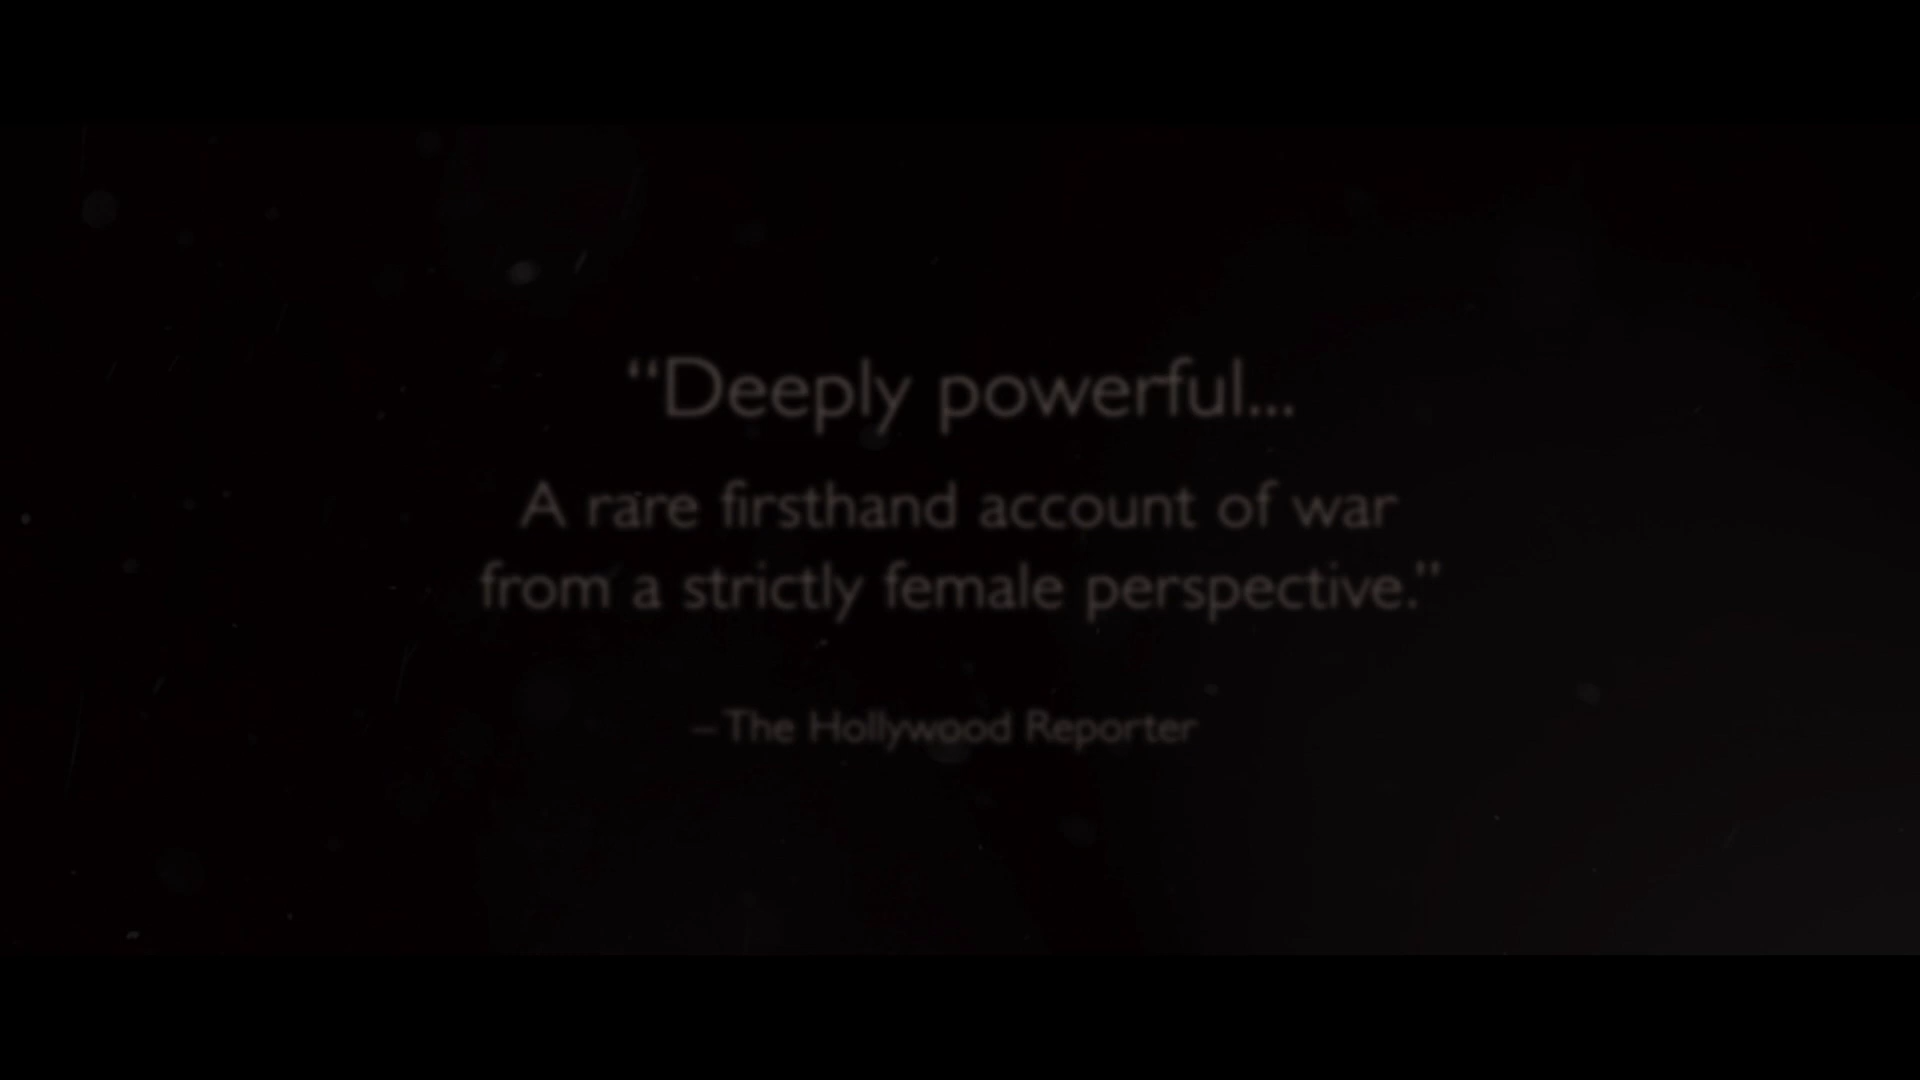 “Deeply powerful...
A rare firsthand account of war
from a strictly female perspective.”
– The Hollywood Reporter